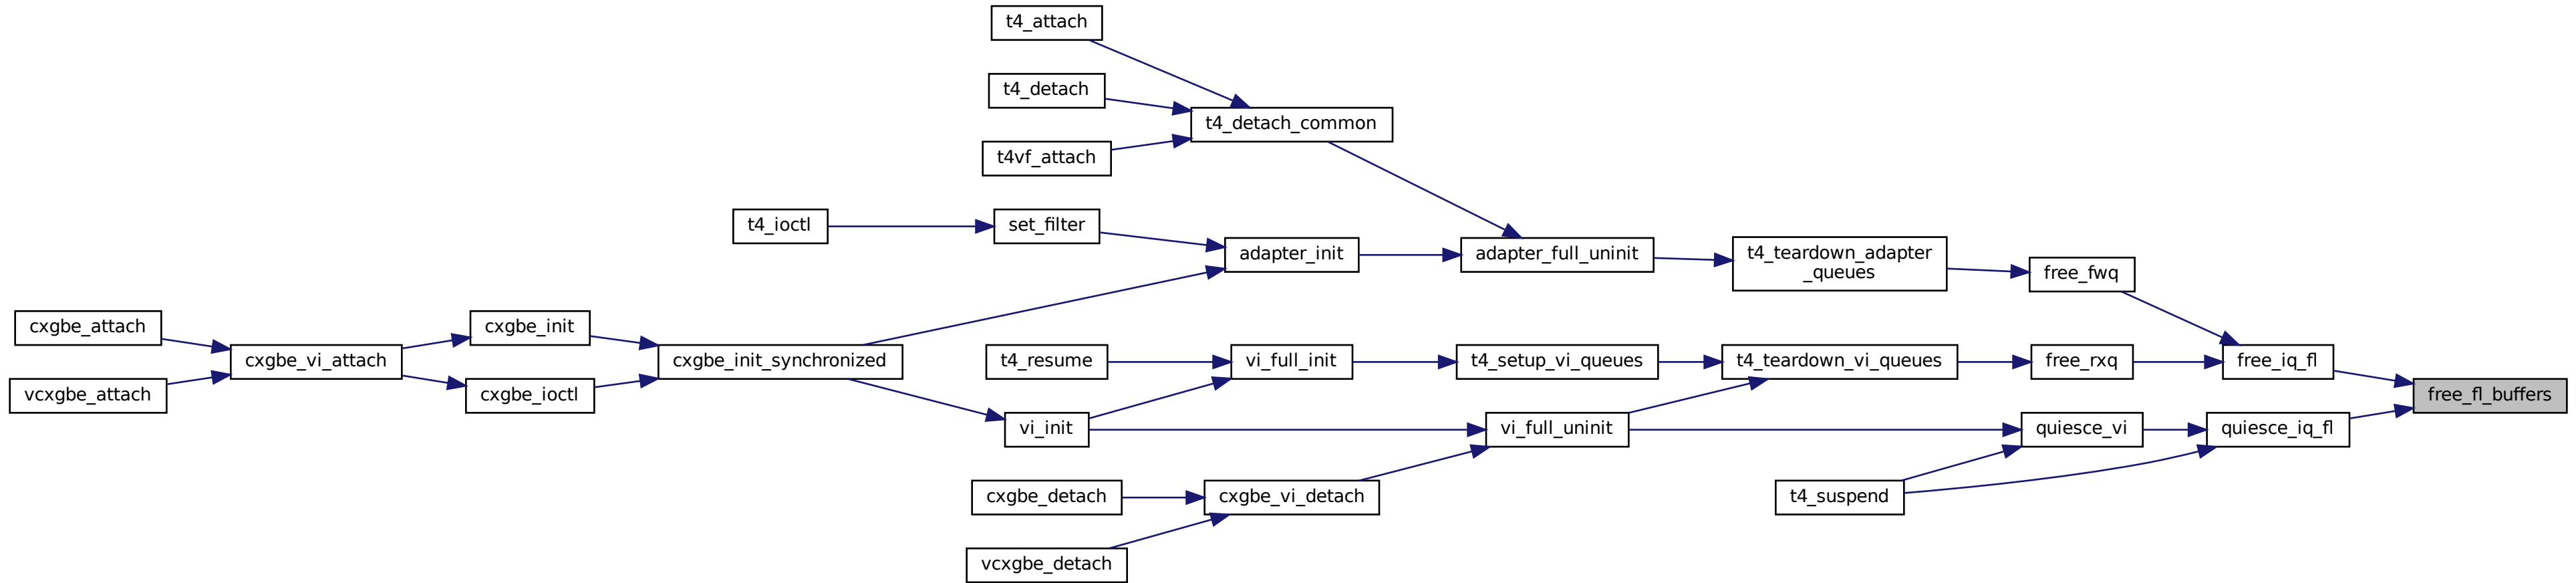 t4_attach
t4_detach
t4_detach_common
t4vf_attach
t4_ioctl
set_filter
adapter_init
adapter_full_uninit
t4_teardown_adapter
_queues
free_fwq
cxgbe_attach
cxgbe_init
cxgbe_vi_attach
cxgbe_init_synchronized
t4_resume
vi_full_init
t4_setup_vi_queues
t4_teardown_vi_queues
free_rxq
free_iq_fl
vcxgbe_attach
cxgbe_ioctl
free_fl_buffers
vi_init
vi_full_uninit
quiesce_vi
quiesce_iq_fl
cxgbe_detach
cxgbe_vi_detach
t4_suspend
vcxgbe_detach